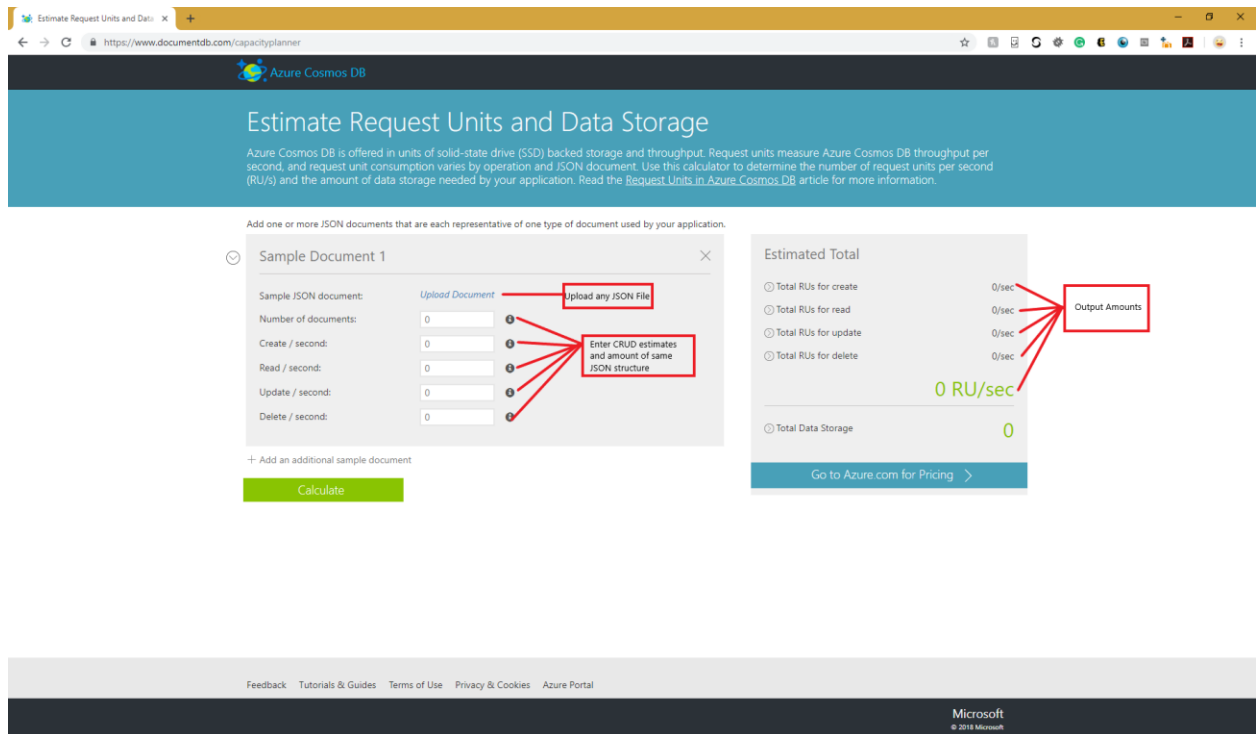 Estimate Request Units and Data
https://www.documentdb.com/capacityplanner
Azure Cosmos DB
Estimate Request Units and Data Storage
Azure Cosmos DB is offered in units of solid-state drive (SSD) backed storage and throughput. Request units measure Azure Cosmos DB throughput per
second, and request unit consumption varies by operation and JSON document. Use this calculator to determine the number of request units per second
(RU/s) and the amount of data storage needed by your application. Read the Request Units in Azure Cosmos DB article for more information.
Add one or more JSON documents that are each representative of one type of document used by your application.
Sample Document 1
Sample JSON document: Upload Document
Upload any JSON File
Number of documents: 0
Create / second: 0
Read / second: 0
Update / second: 0
Delete / second: 0
Enter CRUD estimates
and amount of same
JSON structure
+ Add an additional sample document
Calculate
Estimated Total
Total RUs for create 0/sec
Total RUs for read 0/sec
Total RUs for update 0/sec
Total RUs for delete 0/sec
0 RU/sec
Total Data Storage 0
Output Amounts
Go to Azure.com for Pricing
Feedback Tutorials & Guides Terms of Use Privacy & Cookies Azure Portal
Microsoft
© 2018 Microsoft